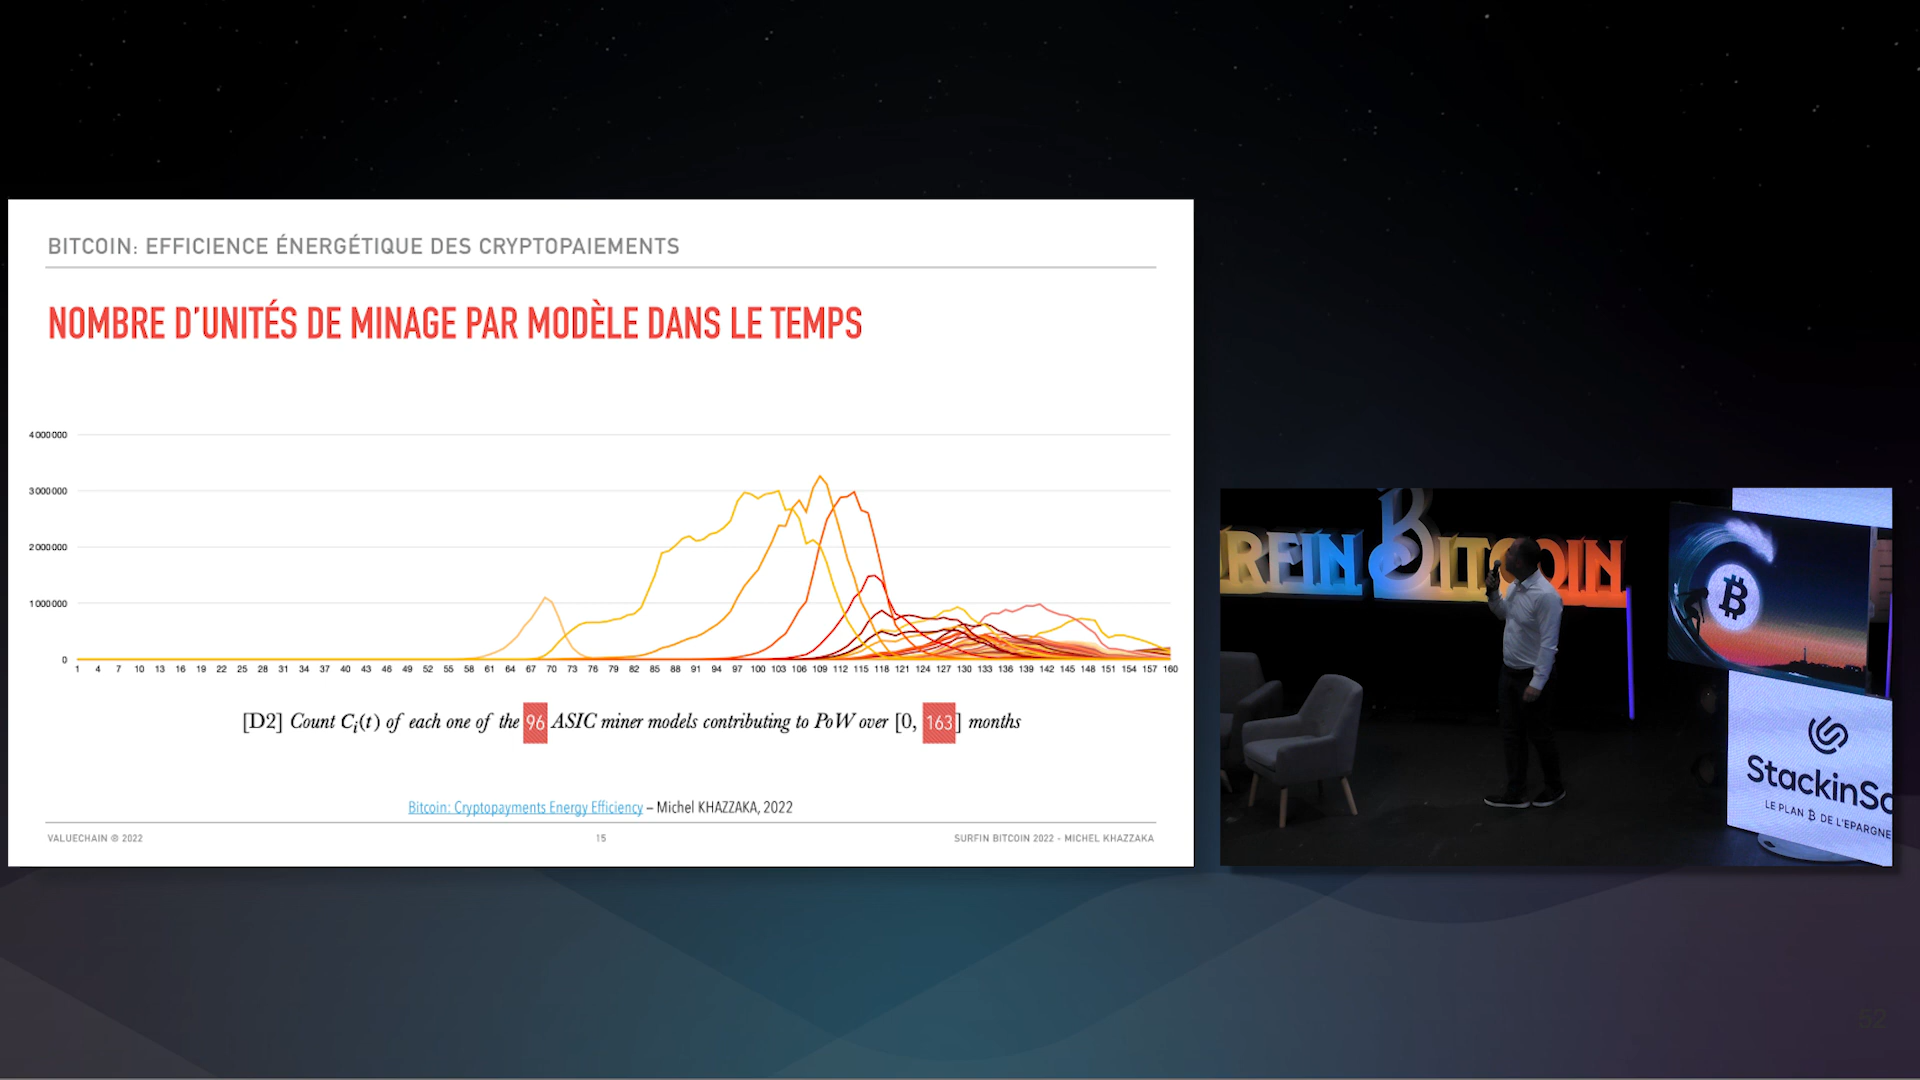 BITCOIN: EFFICIENCE ÉNERGÉTIQUE DES CRYPTOPAIEMENTS
NOMBRE D'UNITÉS DE MINAGE PAR MODÈLE DANS LE TEMPS
4 000 000
3 000 000
2 000 000
1 000 000
0
1 4 7 10 13 16 19 22 25 28 31 34 37 40 43 46 49 52 55 58 61 64 67 70 73 76 79 82 85 88 91 94 97 100 103 106 109 112 115 118 121 124 127 130 133 136 139 142 145 148 151 154 157 160
[D2] Count Cᵢ(t) of each one of the 96 ASIC miner models contributing to PoW over [0, 163] months
Bitcoin: Cryptopayments Energy Efficiency – Michel KHAZZAKA, 2022
VALUECHAIN © 2022
15
SURFIN BITCOIN 2022 - MICHEL KHAZZAKA
RFIN BITCOIN
StackinSa
LE PLAN ₿ DE L'EPARGNE
52